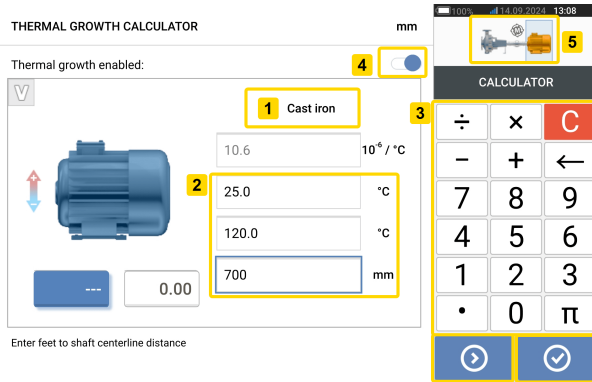 THERMAL GROWTH CALCULATOR
mm
100%
14.09.2024
13:08
Thermal growth enabled:
4
5
V
CALCULATOR
1
Cast iron
3
÷
×
C
10.6
10⁻⁶ / °C
−
+
←
2
25.0
°C
7
8
9
120.0
°C
4
5
6
700
mm
1
2
3
---
0.00
•
0
π
Enter feet to shaft centerline distance